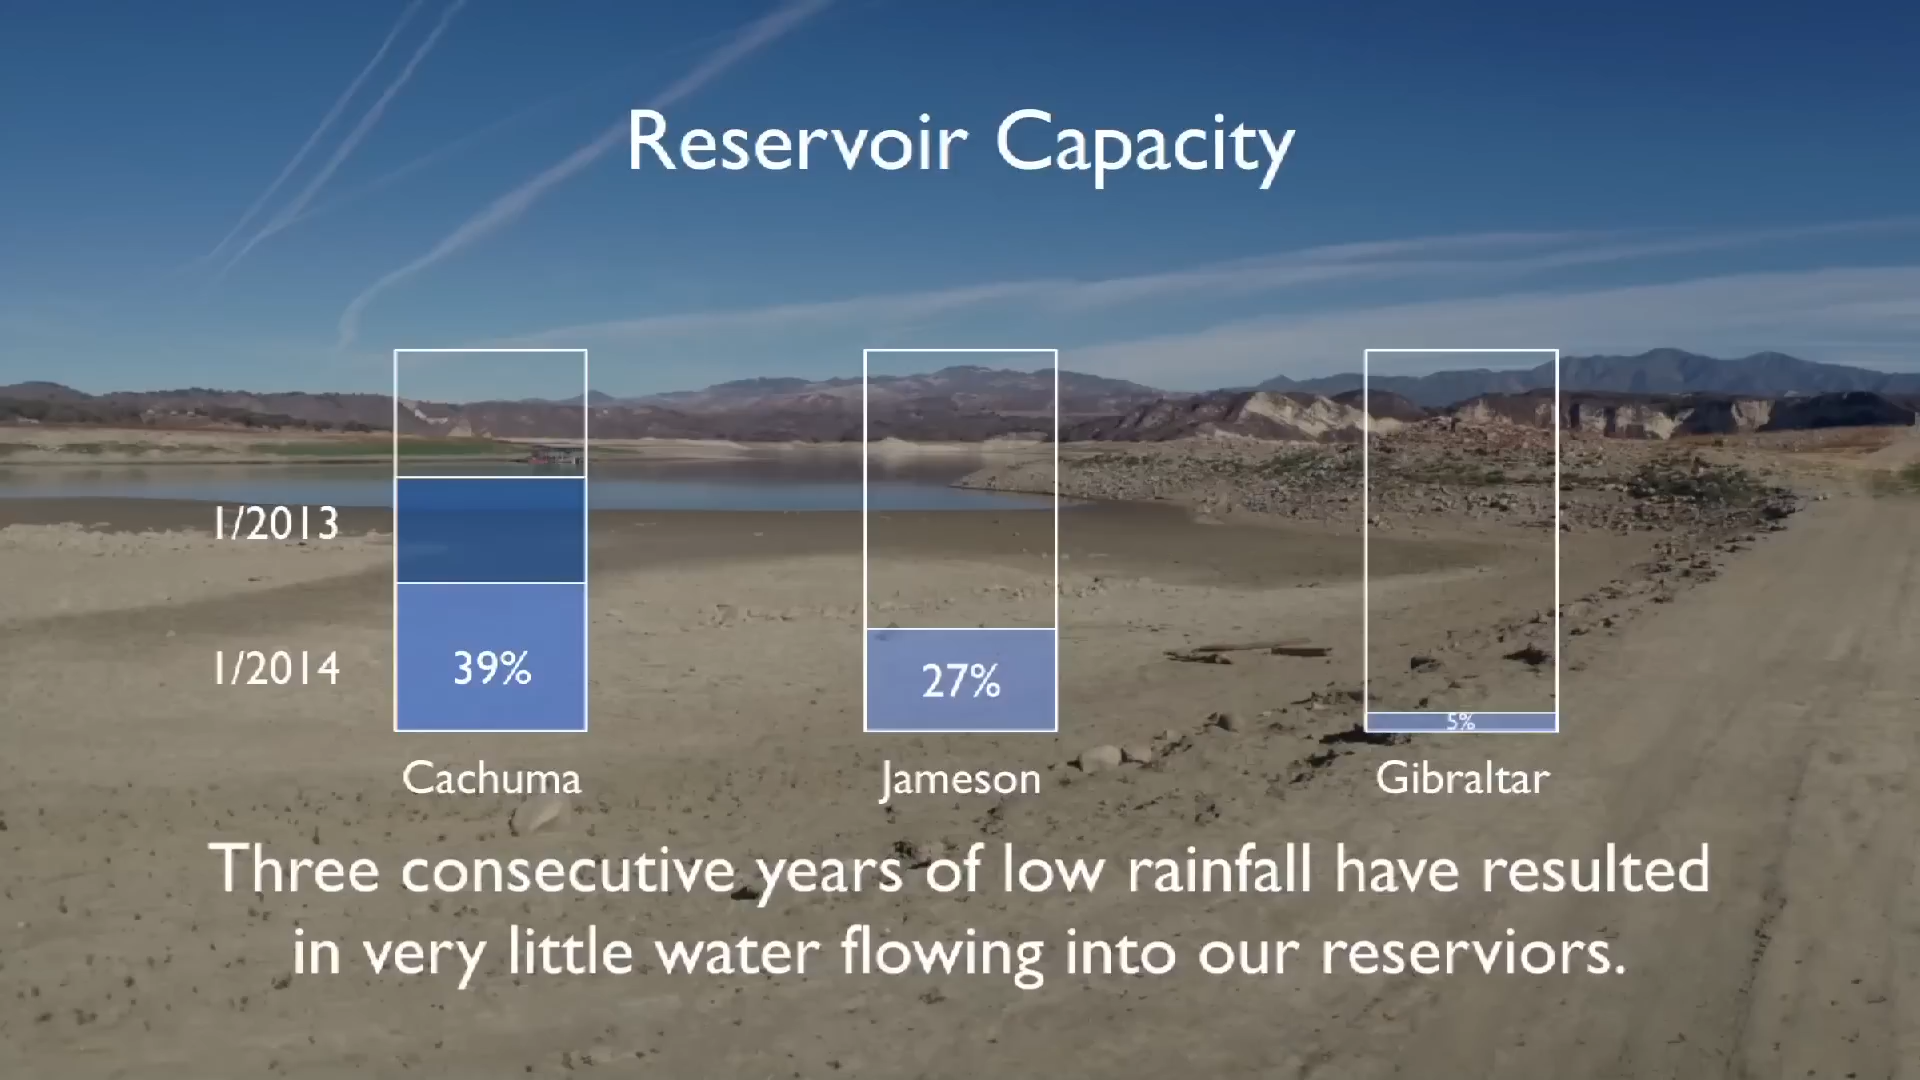 Reservoir Capacity
1/2013
1/2014
39%
27%
5%
Cachuma
Jameson
Gibraltar
Three consecutive years of low rainfall have resulted
in very little water flowing into our reserviors.